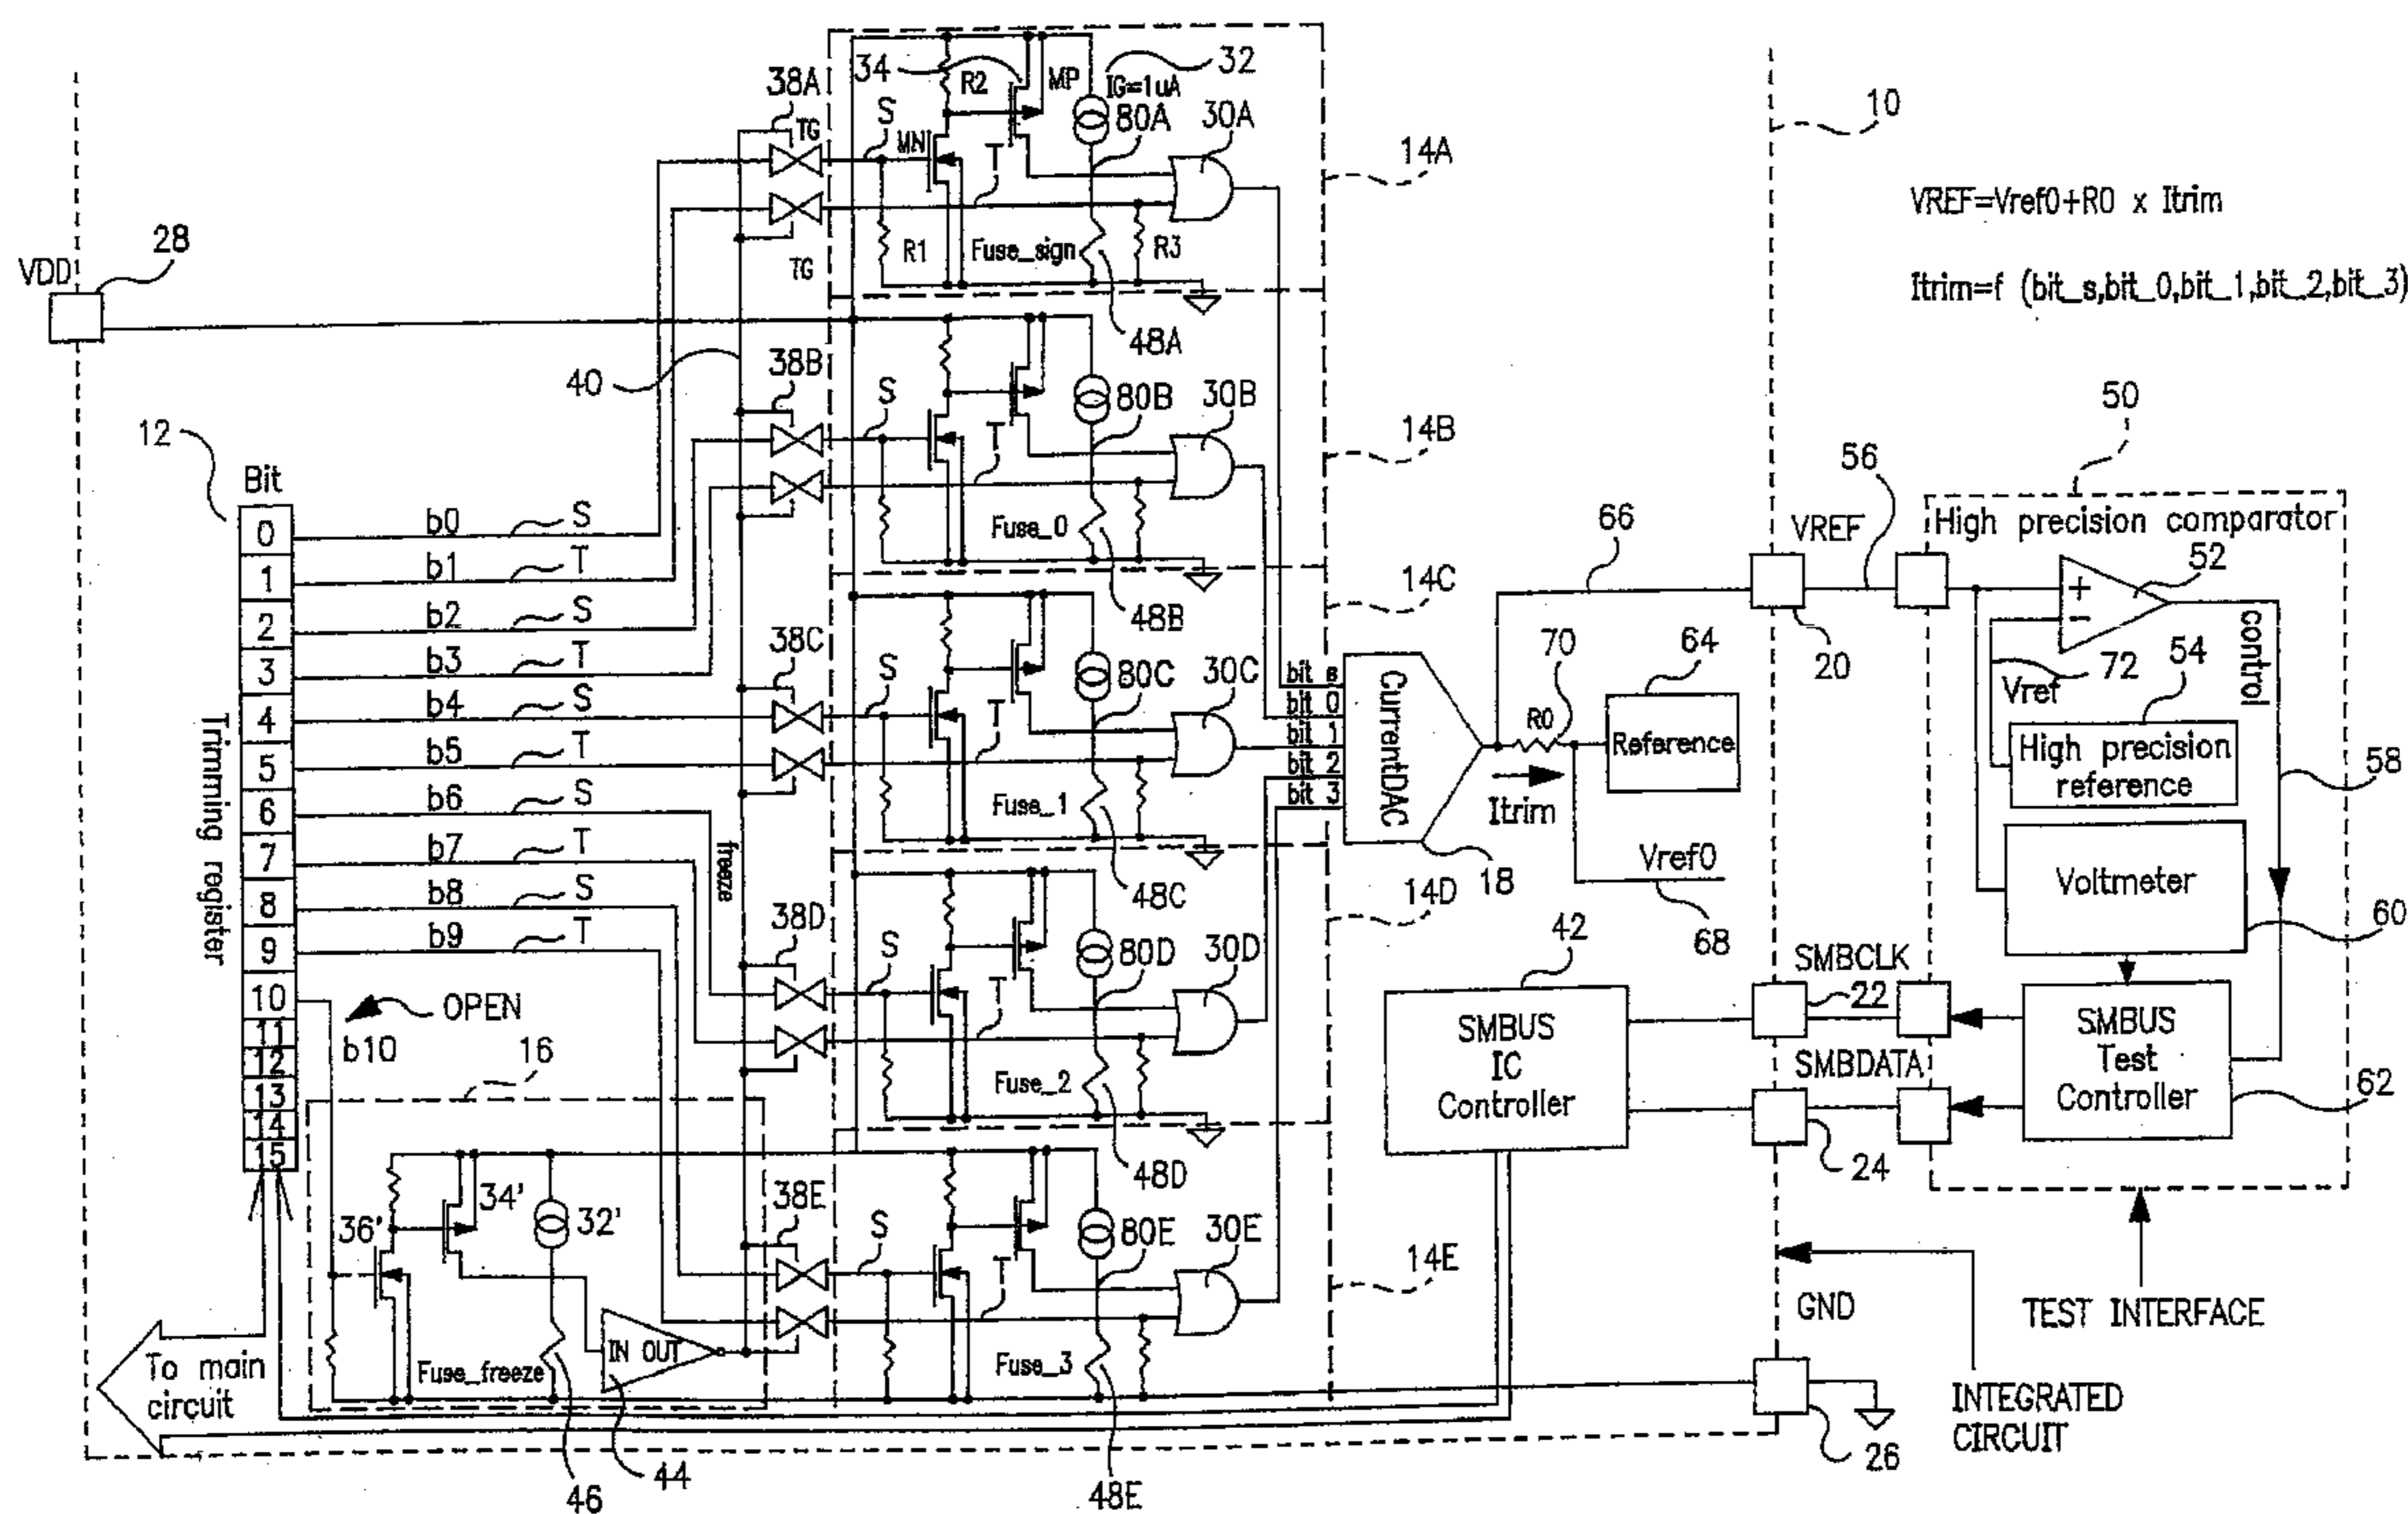 34
R2
MP
IG=1uA
32
38A
TG
S
MN
80A
30A
10
T
14A
VREF=Vref0+R0 x Itrim
28
VDD
R1
Fuse_sign
R3
TG
Itrim=f (bit_s,bit_0,bit_1,bit_2,bit_3)
48A
40
38B
S
80B
30B
50
12
14B
T
56
Bit
0
b0
S
Fuse_0
66
VREF
High precision comparator
52
1
b1
T
14C
+
-
2
b2
S
48B
control
3
b3
T
38C
S
80C
30C
70
64
20
72
54
Vref
4
b4
S
T
bit s
bit 0
bit 1
bit 2
bit 3
CurrentDAC
R0
Reference
High precision
reference
58
5
b5
T
Itrim
6
b6
S
Fuse_1
Trimming register
7
b7
T
freeze
Vref0
Voltmeter
8
b8
S
48C
14D
18
68
60
9
b9
T
38D
S
80D
30D
42
SMBCLK
22
10
OPEN
T
11
b10
16
12
SMBUS
IC
Controller
SMBUS
Test
Controller
SMBDATA
13
Fuse_2
62
14
15
48D
24
36'
34'
32'
38E
S
80E
30E
14E
T
GND
TEST INTERFACE
To main
circuit
Fuse_freeze
IN OUT
Fuse_3
INTEGRATED
CIRCUIT
26
46
44
48E